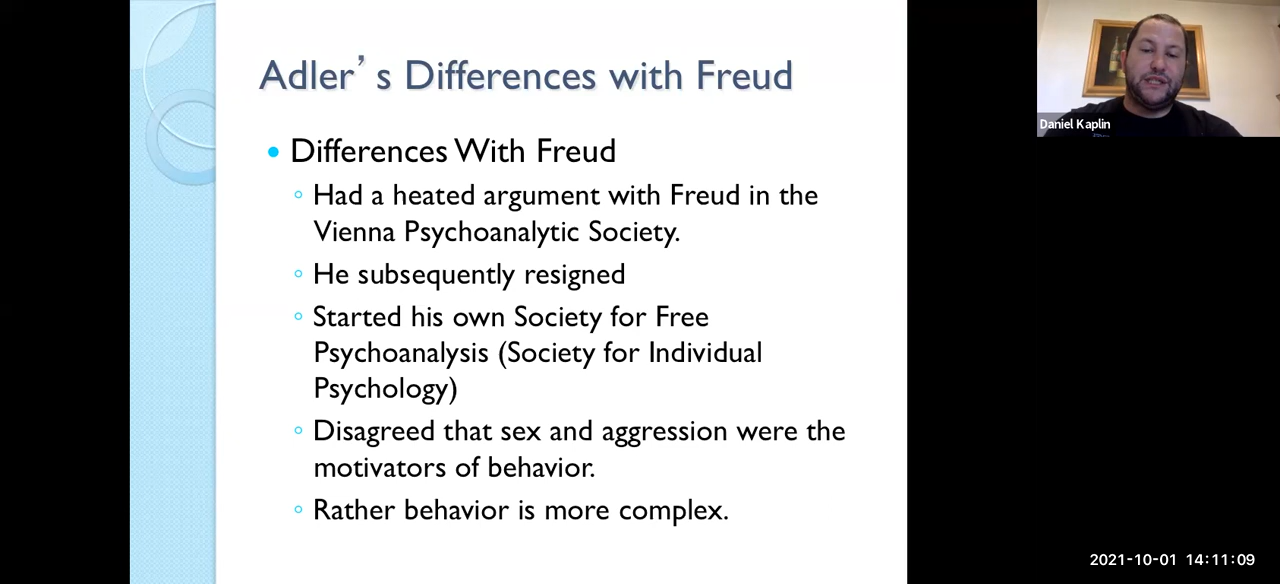 Adler’s Differences with Freud
Differences With Freud
Had a heated argument with Freud in the
Vienna Psychoanalytic Society.
He subsequently resigned
Started his own Society for Free
Psychoanalysis (Society for Individual
Psychology)
Disagreed that sex and aggression were the
motivators of behavior.
Rather behavior is more complex.
Daniel Kaplin
2021-10-01 14:11:09